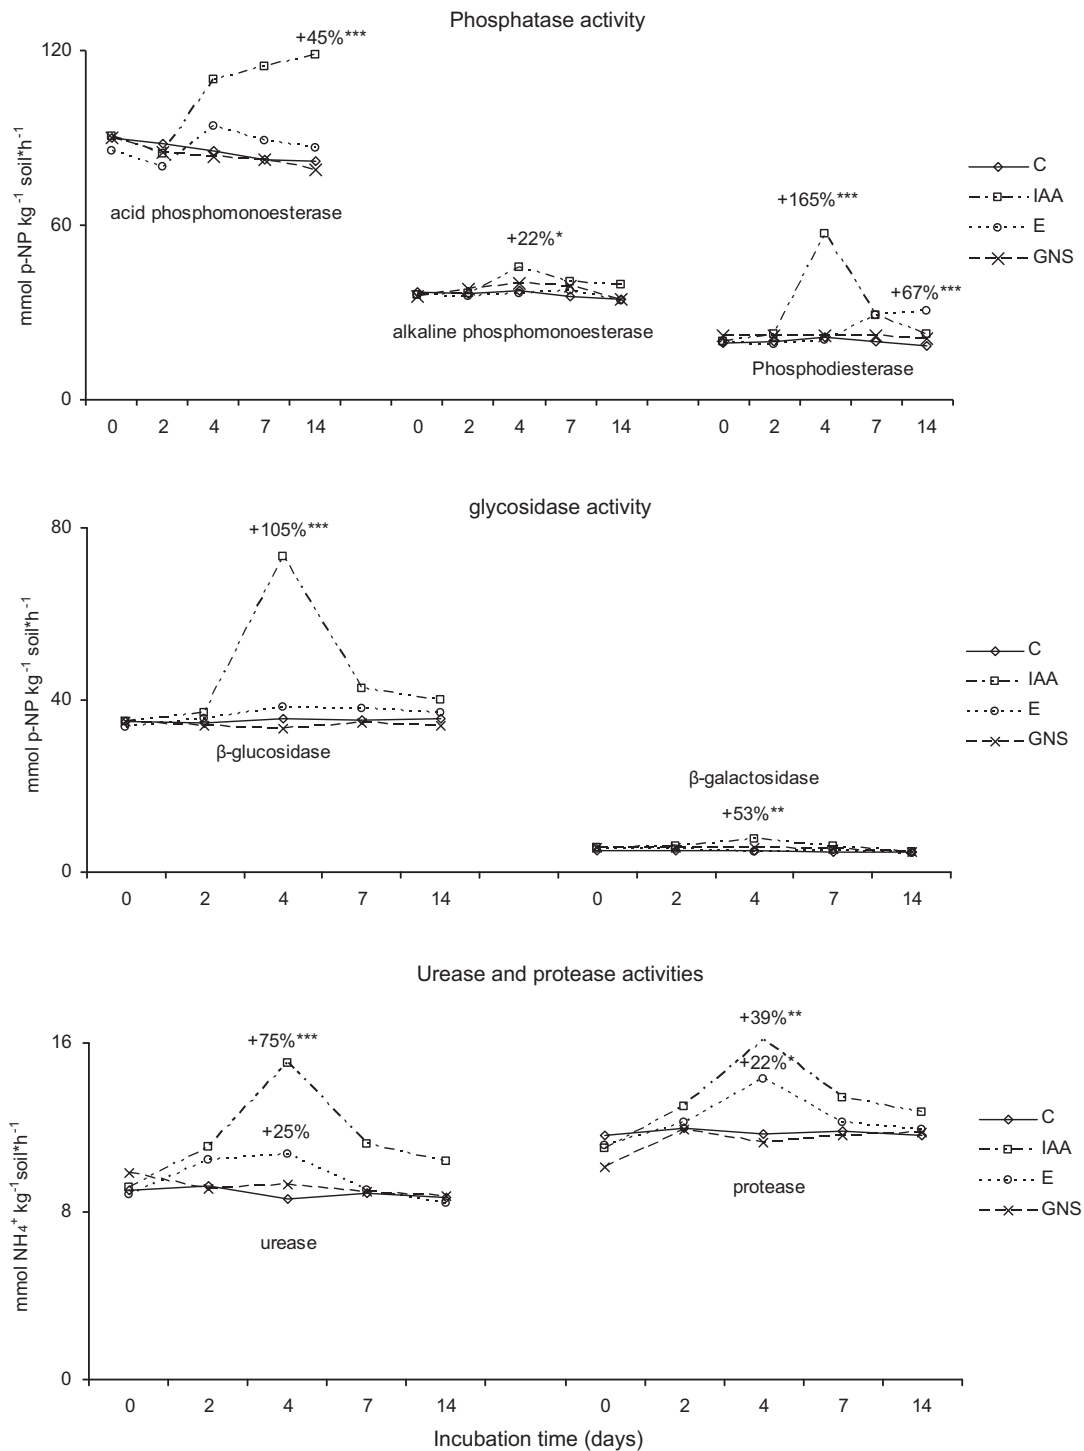 Phosphatase activity
+45%***
120
60
0
mmol p-NP kg-1 soil*h-1
acid phosphomonoesterase
+22%*
alkaline phosphomonoesterase
+165%***
+67%***
Phosphodiesterase
0 2 4 7 14 0 2 4 7 14 0 2 4 7 14
C
IAA
E
GNS
glycosidase activity
+105%***
80
40
0
mmol p-NP kg-1 soil*h-1
β-glucosidase
β-galactosidase
+53%**
0 2 4 7 14 0 2 4 7 14
C
IAA
E
GNS
Urease and protease activities
+75%***
+25%
16
8
0
mmol NH4+ kg-1soil*h-1
urease
+39%**
+22%*
protease
0 2 4 7 14 0 2 4 7 14
Incubation time (days)
C
IAA
E
GNS